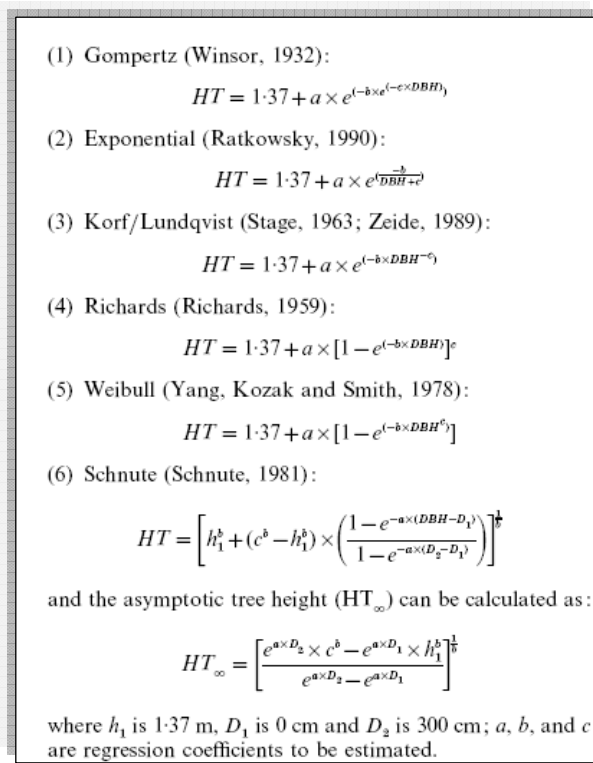 (1) Gompertz (Winsor, 1932):
HT = 1·37 + a × e^{(−b×e^{(−c×DBH)})}
(2) Exponential (Ratkowsky, 1990):
HT = 1·37 + a × e^{(\frac{−b}{DBH+c})}
(3) Korf/Lundqvist (Stage, 1963; Zeide, 1989):
HT = 1·37 + a × e^{(−b×DBH^{−c})}
(4) Richards (Richards, 1959):
HT = 1·37 + a × [1 − e^{(−b×DBH)}]^c
(5) Weibull (Yang, Kozak and Smith, 1978):
HT = 1·37 + a × [1 − e^{(−b×DBH^c)}]
(6) Schnute (Schnute, 1981):
HT = [h_1^b + (c^b − h_1^b) × (\frac{1 − e^{−a×(DBH−D_1)}}{1 − e^{−a×(D_2−D_1)}})]^{\frac{1}{b}}
and the asymptotic tree height (HT_∞) can be calculated as:
HT_∞ = [\frac{e^{a×D_2} × c^b − e^{a×D_1} × h_1^b}{e^{a×D_2} − e^{a×D_1}}]^{\frac{1}{b}}
where h_1 is 1·37 m, D_1 is 0 cm and D_2 is 300 cm; a, b, and c
are regression coefficients to be estimated.